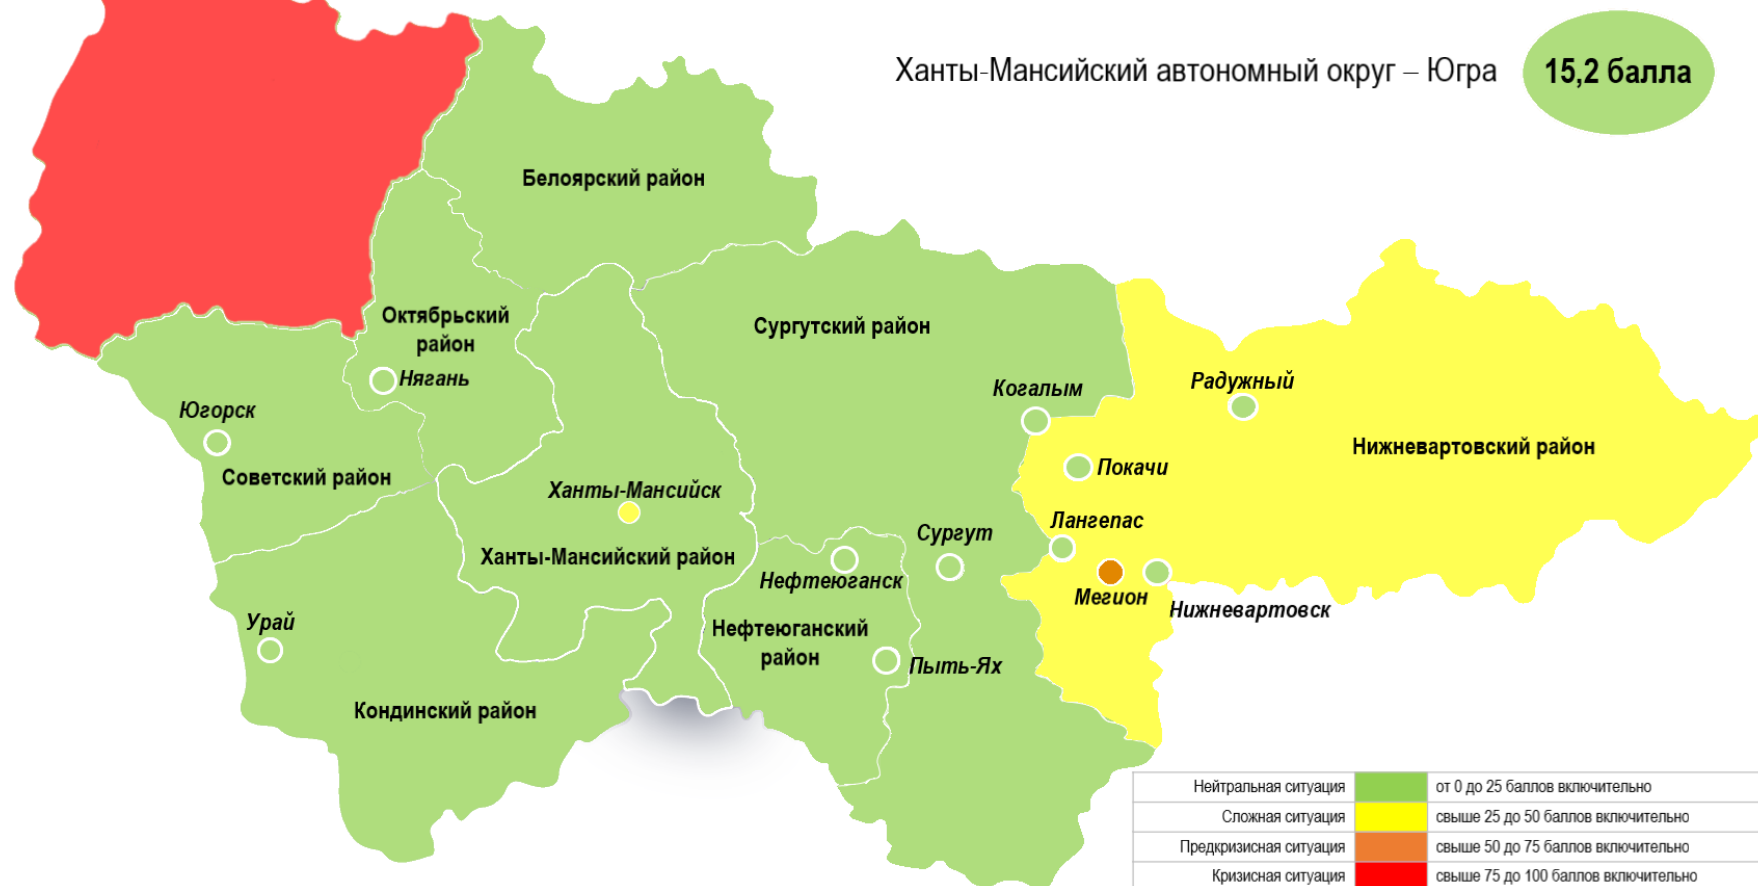 Ханты-Мансийский автономный округ – Югра
15,2 балла
Белоярский район
Октябрьский
район
Нягань
Сургутский район
Когалым
Радужный
Югорск
Советский район
Нижневартовский район
Покачи
Ханты-Мансийск
Лангепас
Сургут
Ханты-Мансийский район
Нефтеюганск
Мегион
Нижневартовск
Урай
Нефтеюганский
район
Пыть-Ях
Кондинский район
Нейтральная ситуация от 0 до 25 баллов включительно
Сложная ситуация свыше 25 до 50 баллов включительно
Предкризисная ситуация свыше 50 до 75 баллов включительно
Кризисная ситуация свыше 75 до 100 баллов включительно